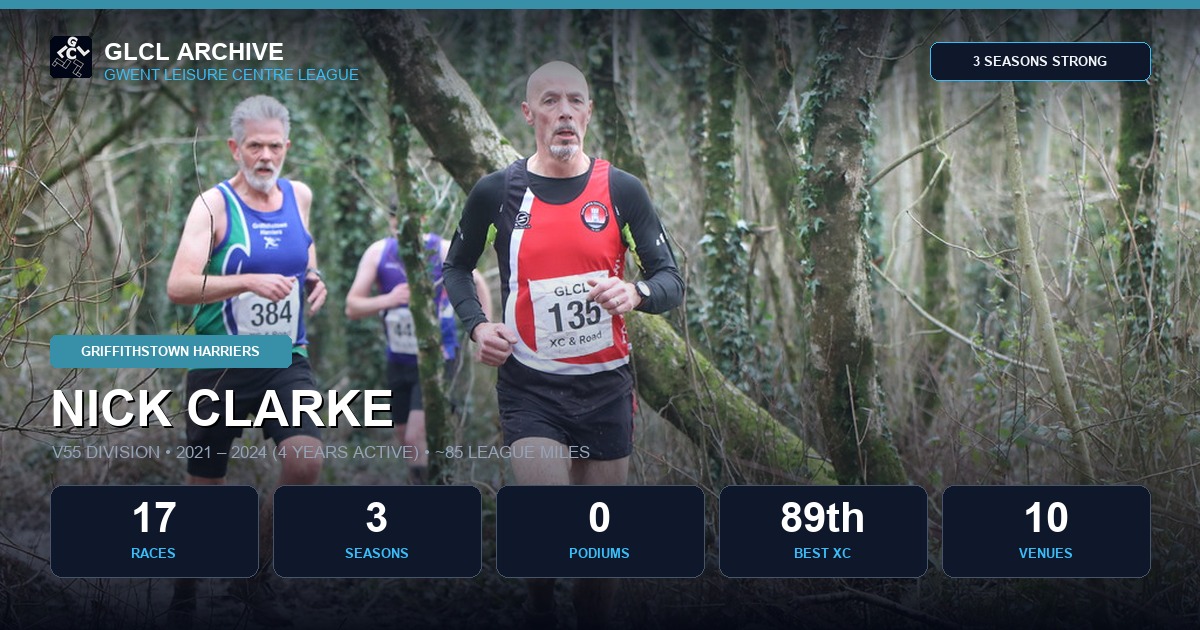 GLCL ARCHIVE
GWENT LEISURE CENTRE LEAGUE
3 SEASONS STRONG
Griffithstown
Harriers
384
GLCL
135
XC & Road
44
GRIFFITHSTOWN HARRIERS
NICK CLARKE
V55 DIVISION • 2021 – 2024 (4 YEARS ACTIVE) • ~85 LEAGUE MILES
17
RACES
3
SEASONS
0
PODIUMS
89th
BEST XC
10
VENUES